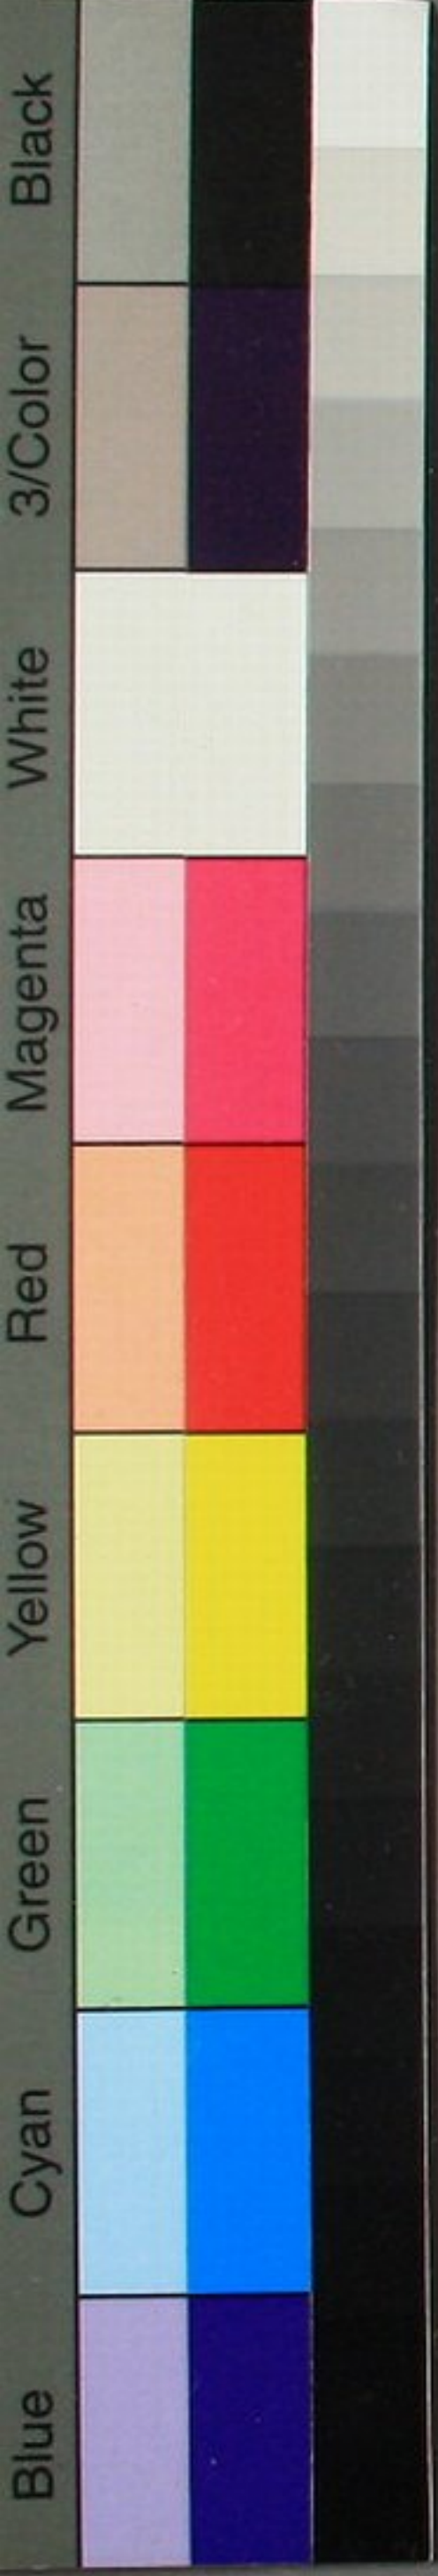 Blue
Cyan
Green
Yellow
Red
Magenta
White
3/Color
Black